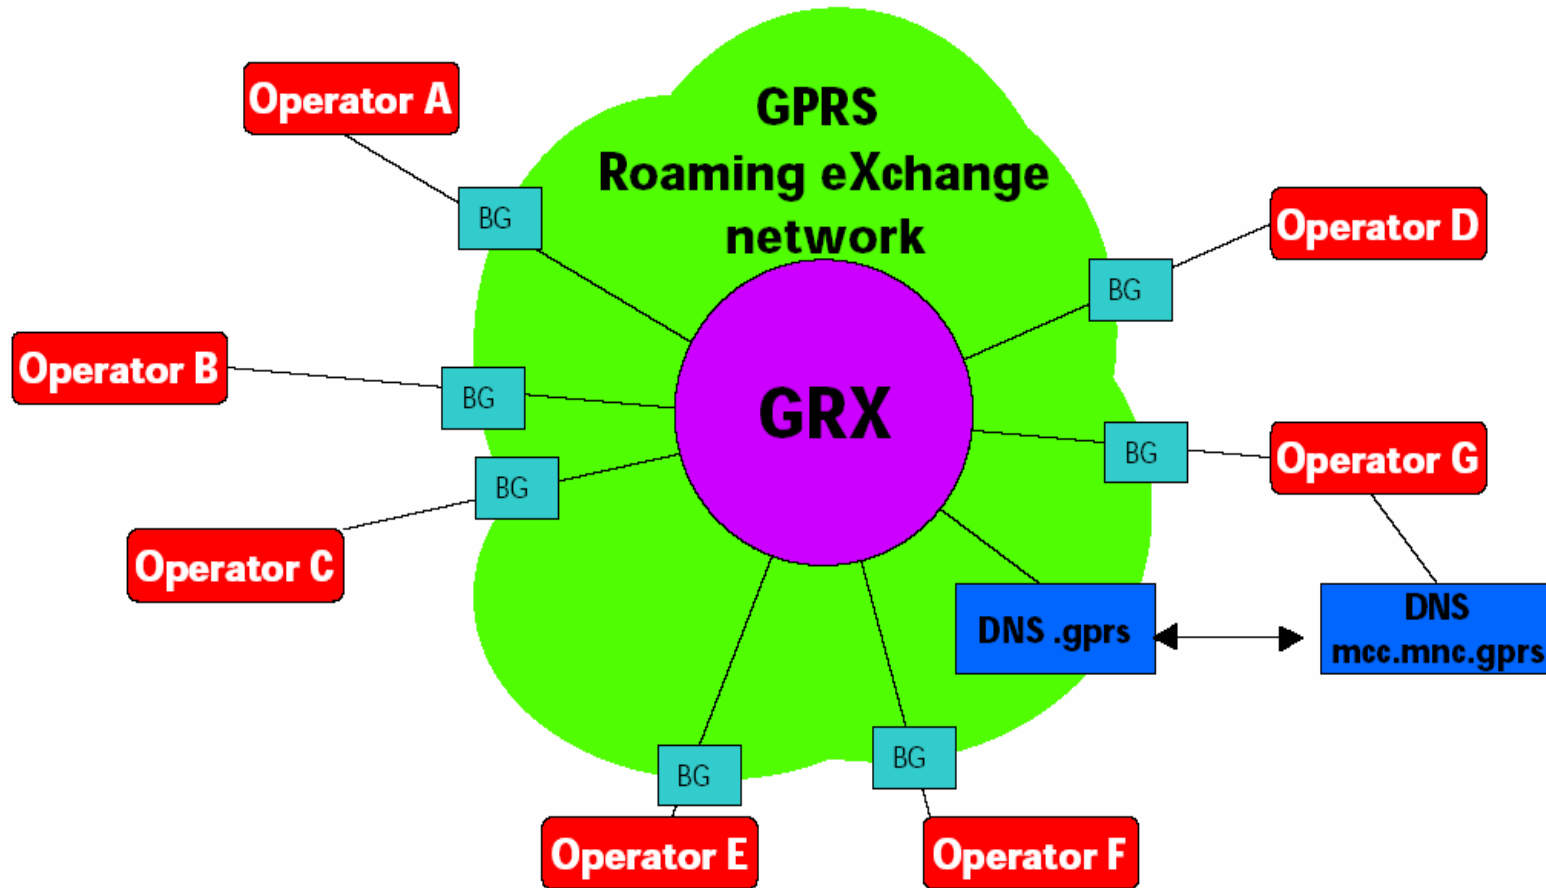 GPRS
Roaming eXchange
network
Operator A
BG
Operator D
BG
Operator B
BG
GRX
BG
Operator G
BG
Operator C
DNS .gprs
DNS
mcc.mnc.gprs
BG
BG
Operator E
Operator F